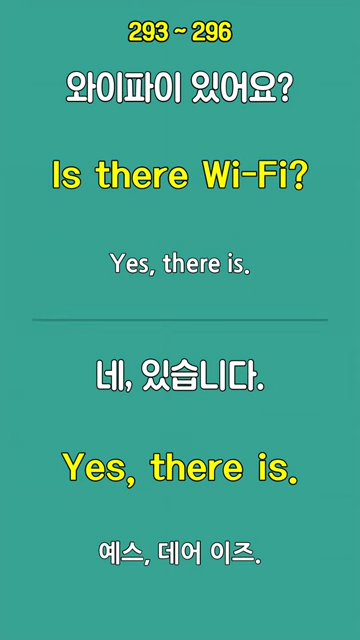 293 ~ 296
와이파이 있어요?
Is there Wi-Fi?
Yes, there is.
네, 있습니다.
Yes, there is.
예스, 데어 이즈.